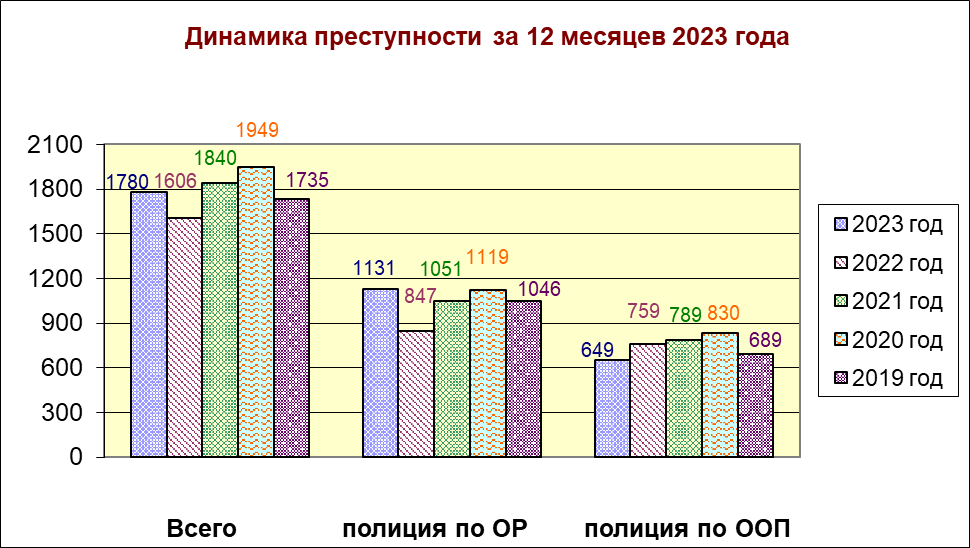 Динамика преступности за 12 месяцев 2023 года
2100
1800
1500
1200
900
600
300
0
1780
1606
1840
1949
1735
1131
847
1051
1119
1046
649
759
789
830
689
Всего
полиция по ОР
полиция по ООП
2023 год
2022 год
2021 год
2020 год
2019 год